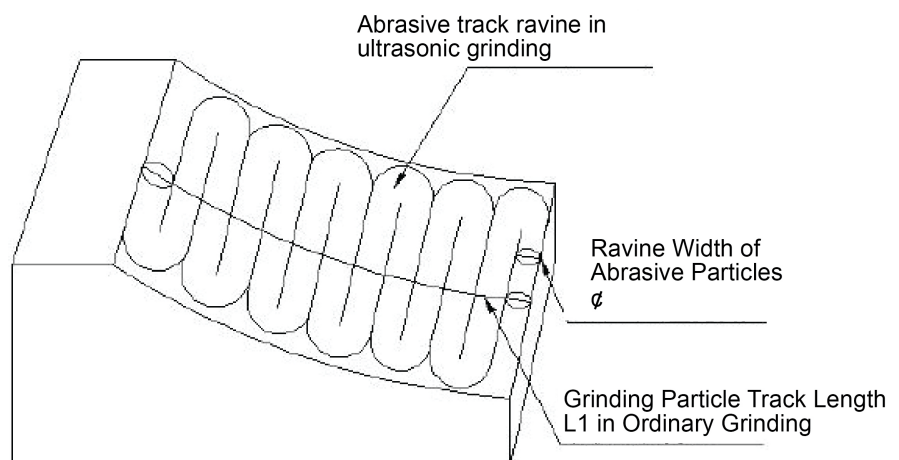 Abrasive track ravine in
ultrasonic grinding
Ravine Width of
Abrasive Particles
¢
Grinding Particle Track Length
L1 in Ordinary Grinding